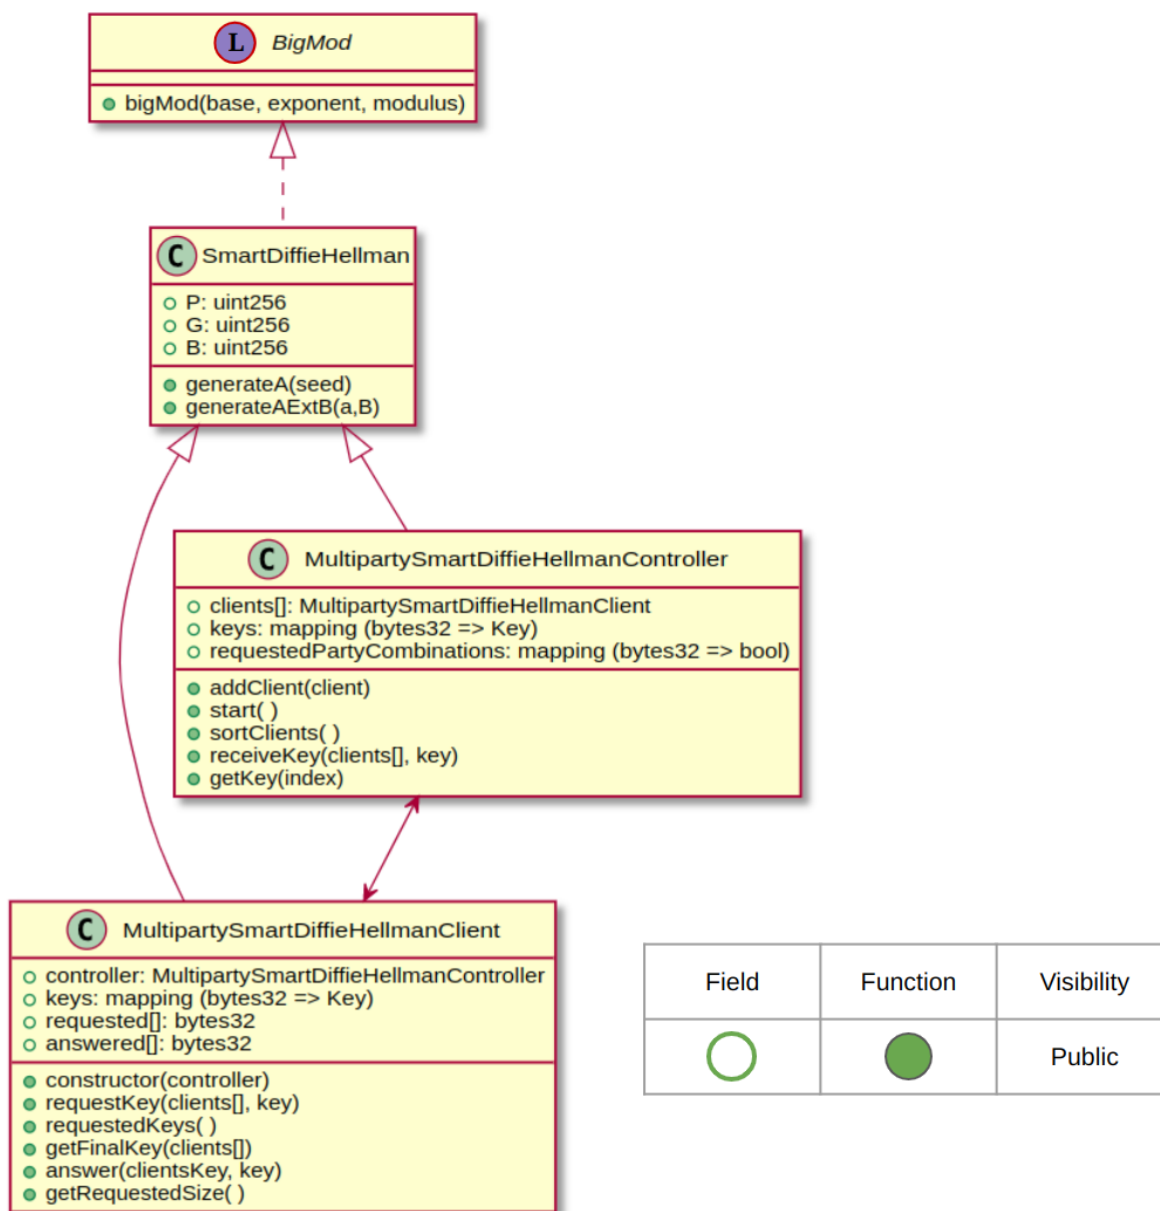 L BigMod
bigMod(base, exponent, modulus)
C SmartDiffieHellman
P: uint256
G: uint256
B: uint256
generateA(seed)
generateAExtB(a,B)
C MultipartySmartDiffieHellmanController
clients[]: MultipartySmartDiffieHellmanClient
keys: mapping (bytes32 => Key)
requestedPartyCombinations: mapping (bytes32 => bool)
addClient(client)
start( )
sortClients( )
receiveKey(clients[], key)
getKey(index)
C MultipartySmartDiffieHellmanClient
controller: MultipartySmartDiffieHellmanController
keys: mapping (bytes32 => Key)
requested[]: bytes32
answered[]: bytes32
constructor(controller)
requestKey(clients[], key)
requestedKeys( )
getFinalKey(clients[])
answer(clientsKey, key)
getRequestedSize( )
Field Function Visibility
Public